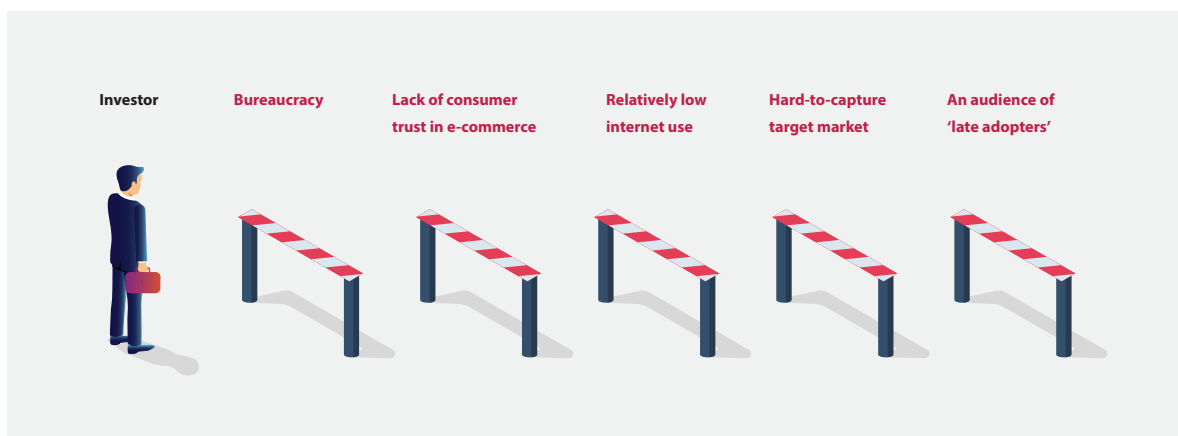 Investor
Bureaucracy
Lack of consumer
trust in e-commerce
Relatively low
internet use
Hard-to-capture
target market
An audience of
‘late adopters’